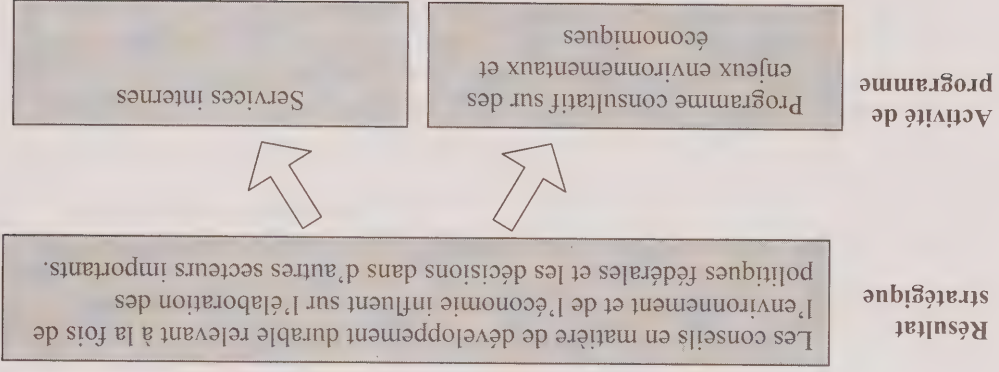 Résultat
stratégique
Les conseils en matière de développement durable relevant à la fois de
l'environnement et de l'économie influent sur l'élaboration des
politiques fédérales et les décisions dans d'autres secteurs importants.
Activité de
programme
Programme consultatif sur des
enjeux environnementaux et
économiques
Services internes